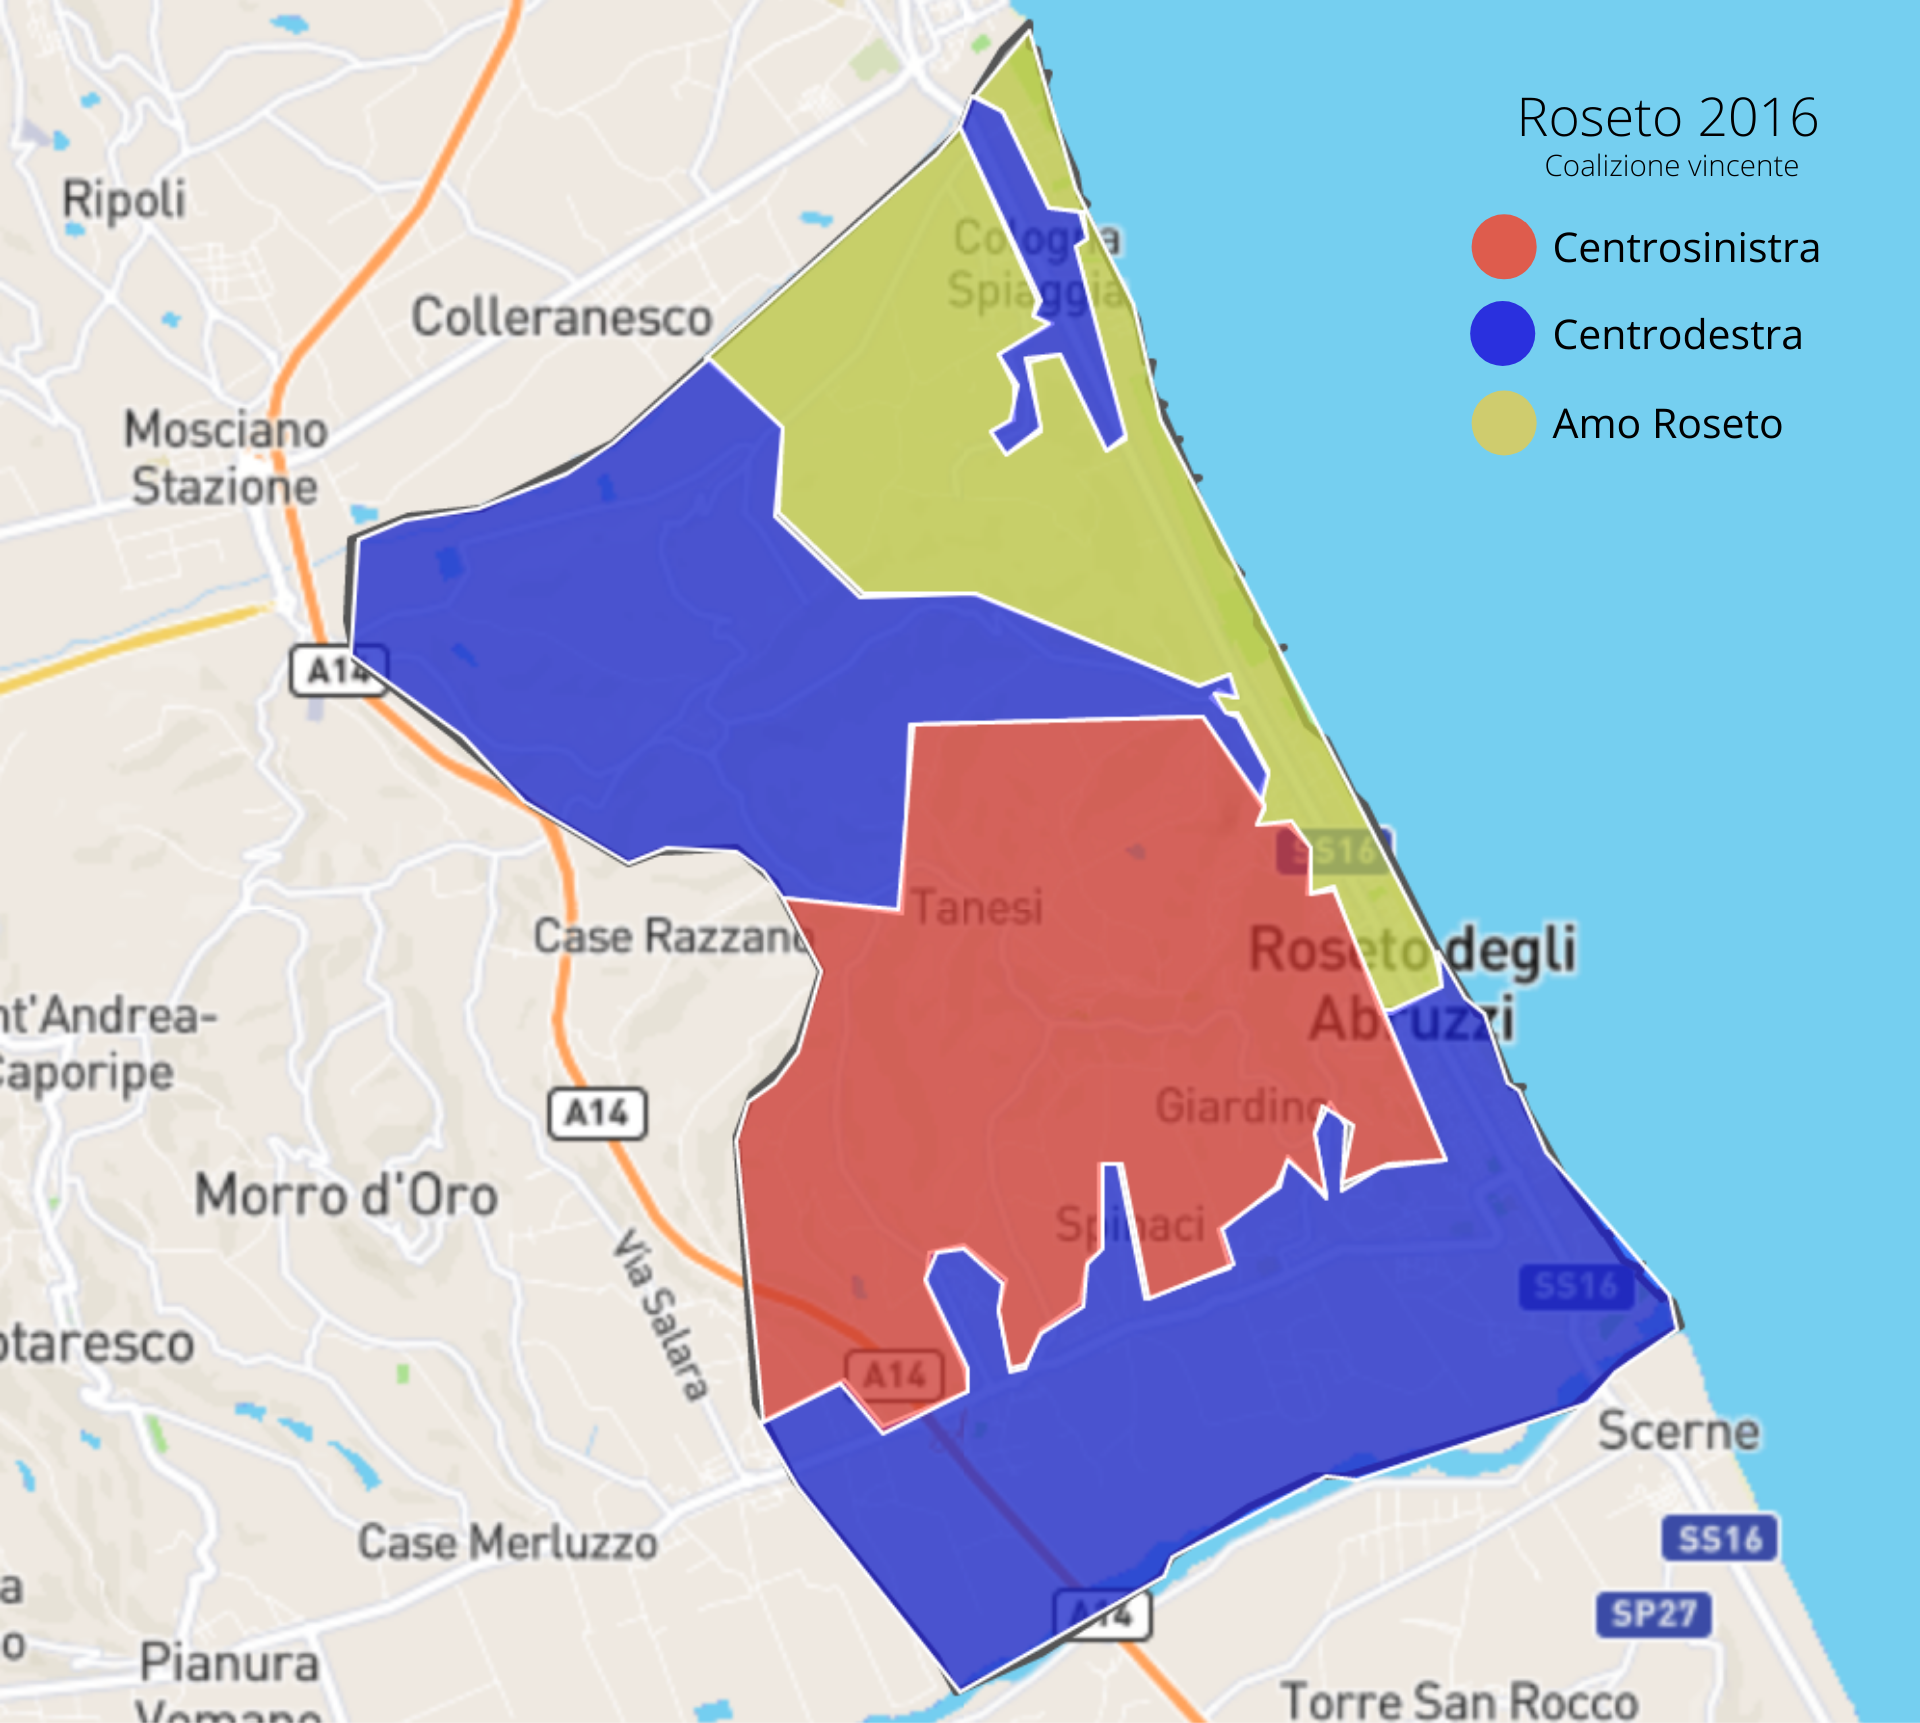 Roseto 2016
Coalizione vincente
Centrosinistra
Centrodestra
Amo Roseto
Ripoli
Cologna
Spiaggia
Colleranesco
Mosciano
Stazione
A14
SS16
Tanesi
Case Razzano
Roseto degli
Abruzzi
nt'Andrea-
Caporipe
A14
Giardino
Morro d'Oro
Spinaci
Via Salara
SS16
otaresco
A14
Scerne
Case Merluzzo
SS16
a
A14
SP27
o
Pianura
Vomano
Torre San Rocco